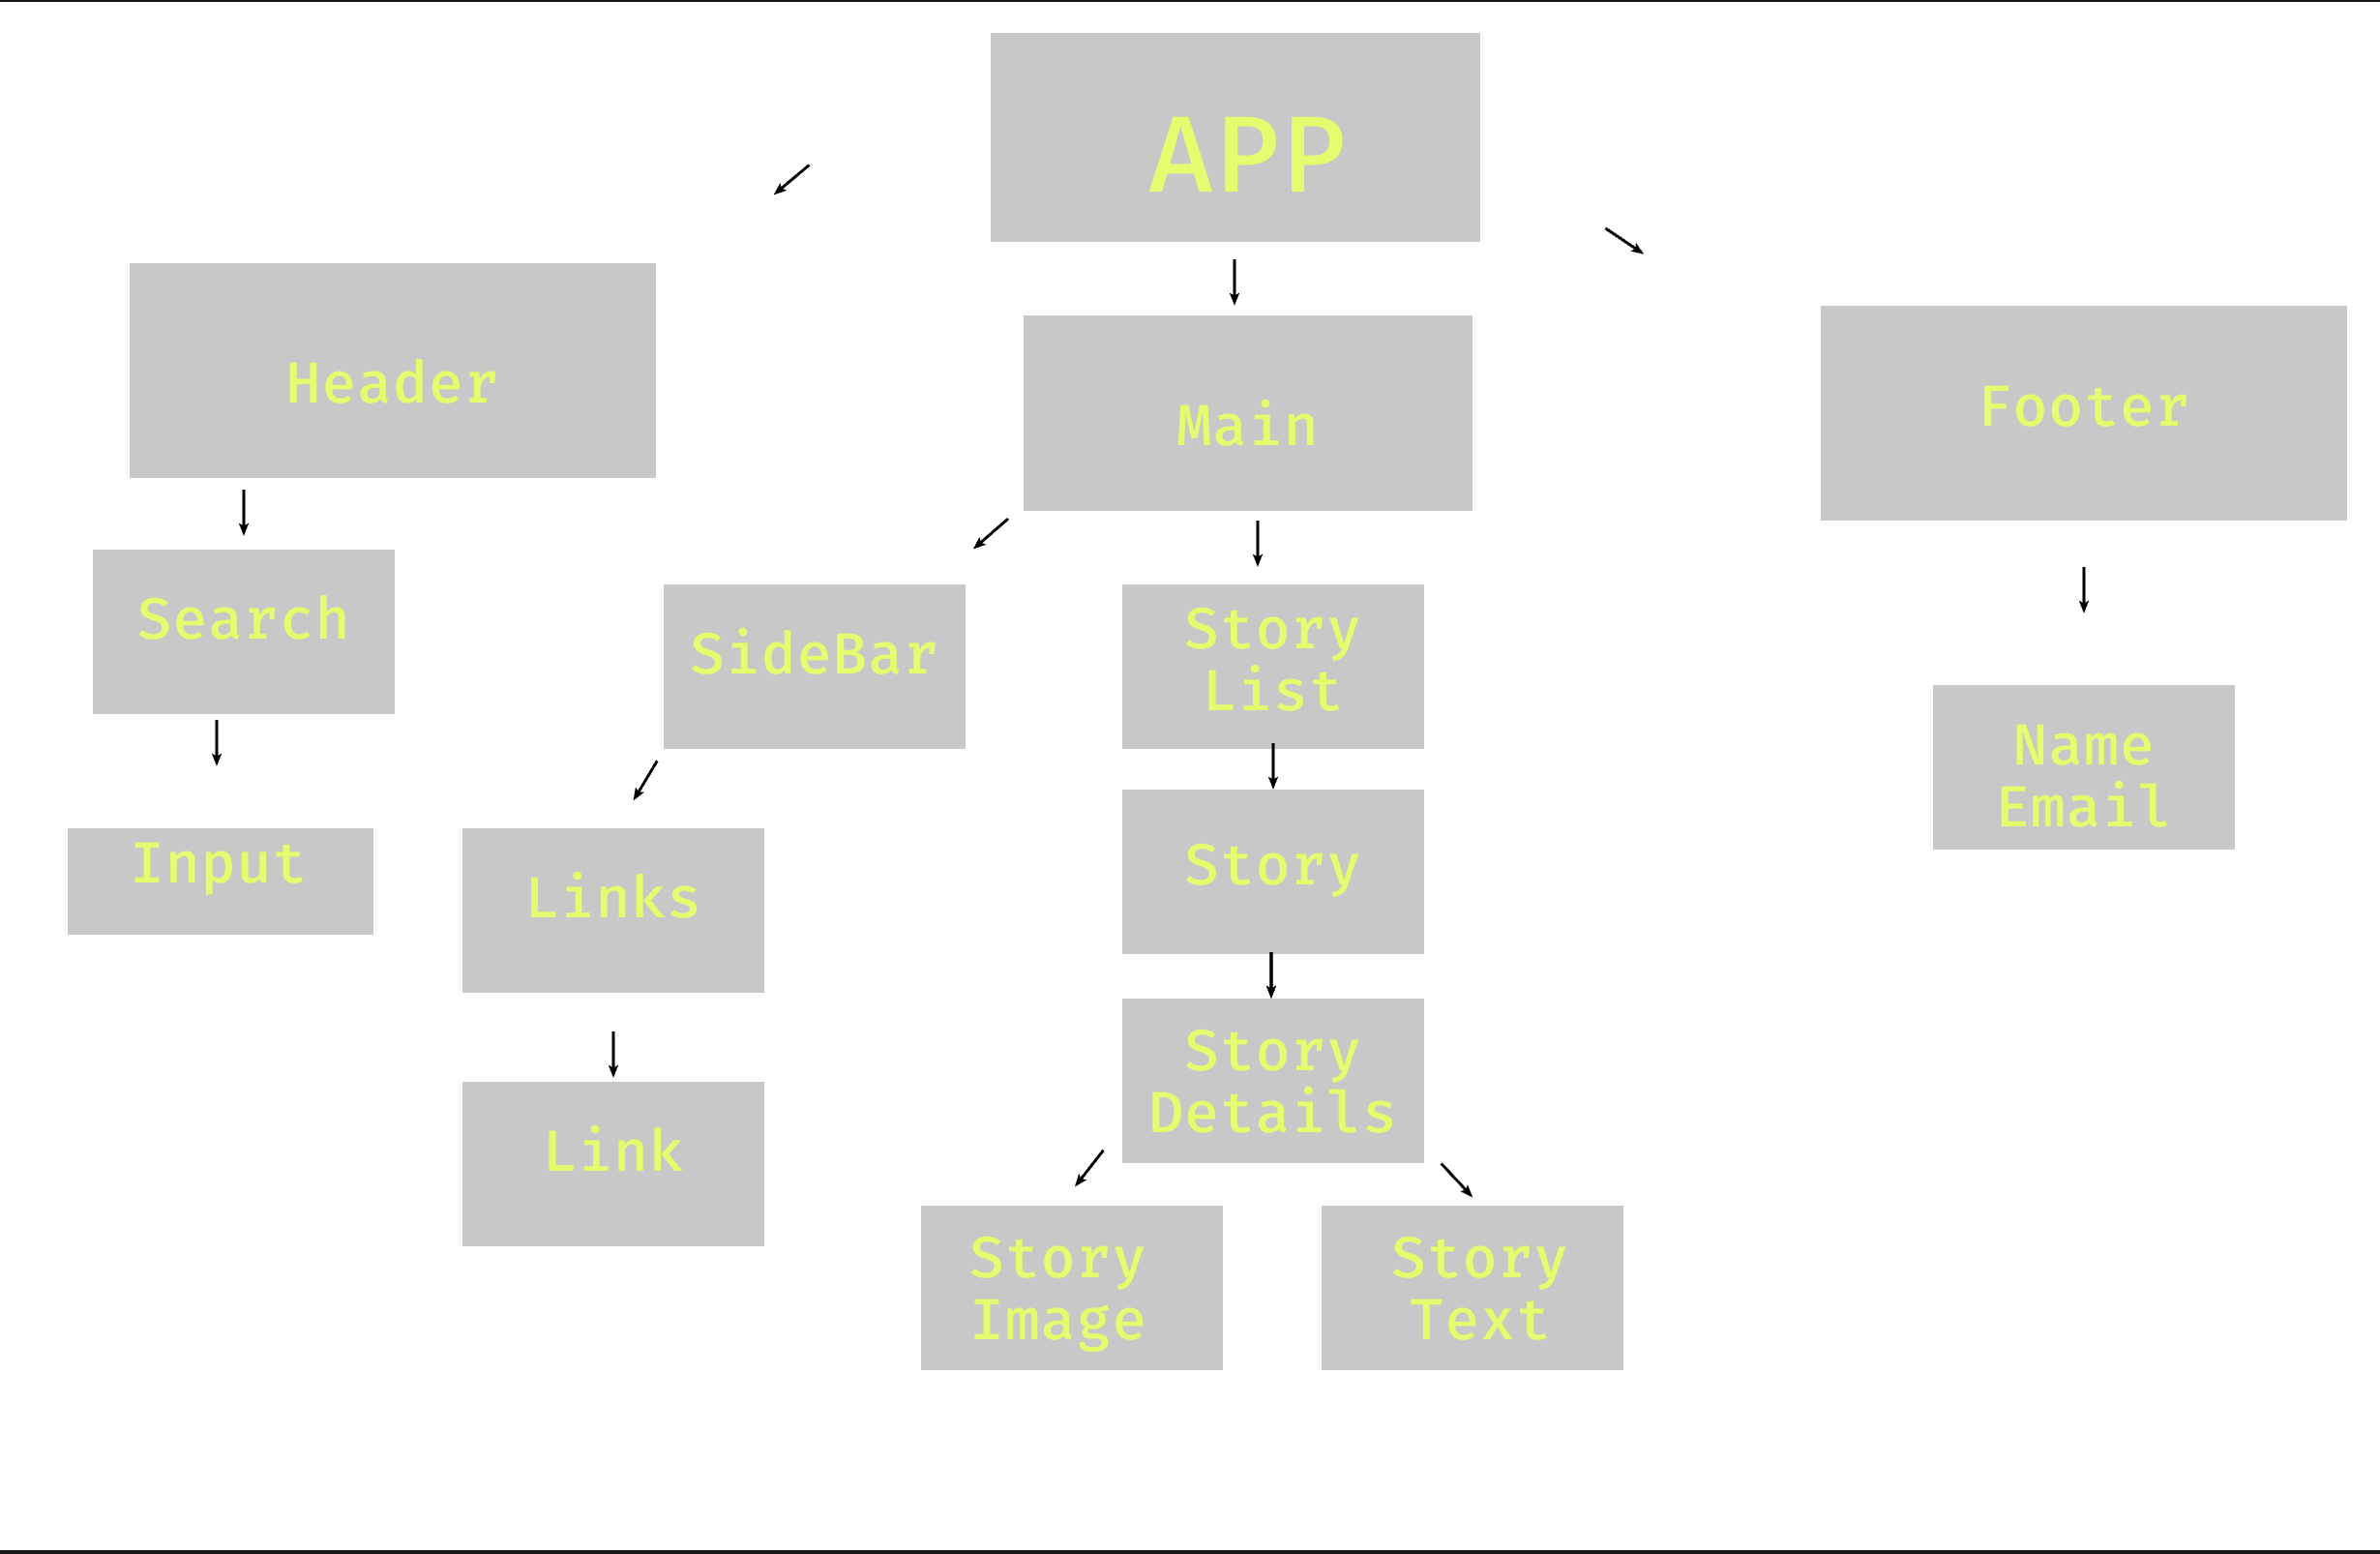 APP
Header
Main
Footer
Search
SideBar
Story
List
Name
Email
Input
Links
Story
Story
Details
Link
Story
Image
Story
Text